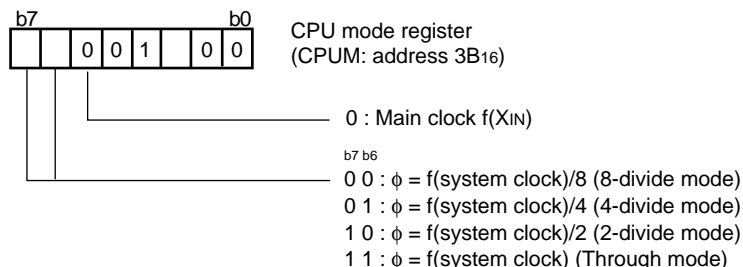 b7 b0
0 0 1 0 0
CPU mode register
(CPUM: address 3B16)
0 : Main clock f(XIN)
b7 b6
0 0 : ϕ = f(system clock)/8 (8-divide mode)
0 1 : ϕ = f(system clock)/4 (4-divide mode)
1 0 : ϕ = f(system clock)/2 (2-divide mode)
1 1 : ϕ = f(system clock) (Through mode)